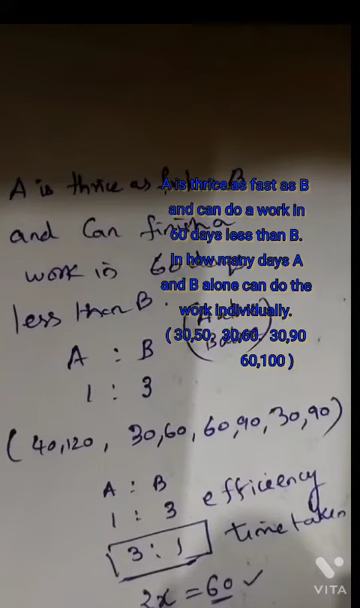 A is thrice as fast as B
and can do a work in
60 days less than B.
In how many days A
and B alone can do the
work individually.
( 30,50 30,60 30,90
60,100 )
A is thrice as
and Can finish a
work in 60
less than B.
A : B
1 : 3
( 40,120 , 30,60, 60,90, 30,90 )
A : B
1 : 3 efficiency
3 : 1 time taken
2x = 60 ✓
VITA